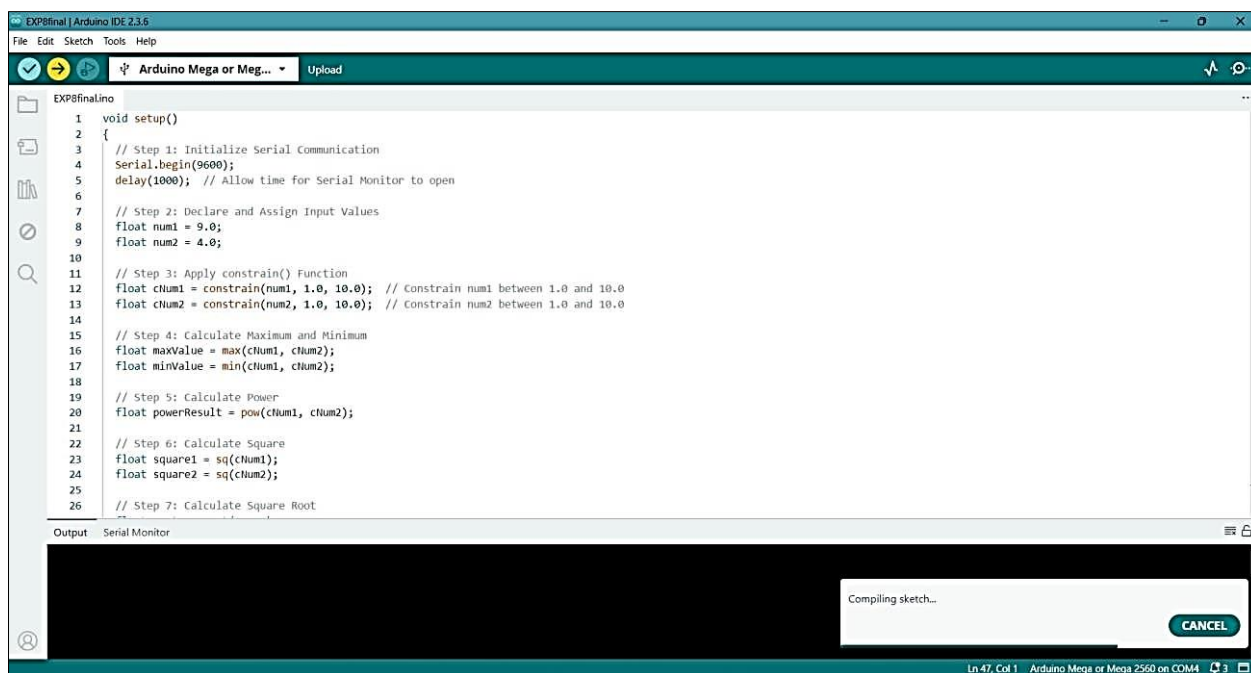 EXP8final | Arduino IDE 2.3.6
File Edit Sketch Tools Help
Arduino Mega or Meg... Upload
EXP8final.ino
1 void setup()
2 {
3 // Step 1: Initialize Serial Communication
4 Serial.begin(9600);
5 delay(1000); // Allow time for Serial Monitor to open
6
7 // Step 2: Declare and Assign Input Values
8 float num1 = 9.0;
9 float num2 = 4.0;
10
11 // Step 3: Apply constrain() Function
12 float cNum1 = constrain(num1, 1.0, 10.0); // Constrain num1 between 1.0 and 10.0
13 float cNum2 = constrain(num2, 1.0, 10.0); // Constrain num2 between 1.0 and 10.0
14
15 // Step 4: Calculate Maximum and Minimum
16 float maxValue = max(cNum1, cNum2);
17 float minValue = min(cNum1, cNum2);
18
19 // Step 5: Calculate Power
20 float powerResult = pow(cNum1, cNum2);
21
22 // Step 6: Calculate Square
23 float square1 = sq(cNum1);
24 float square2 = sq(cNum2);
25
26 // Step 7: Calculate Square Root
Output Serial Monitor
Compiling sketch...
CANCEL
Ln 47, Col 1 Arduino Mega or Mega 2560 on COM4 3